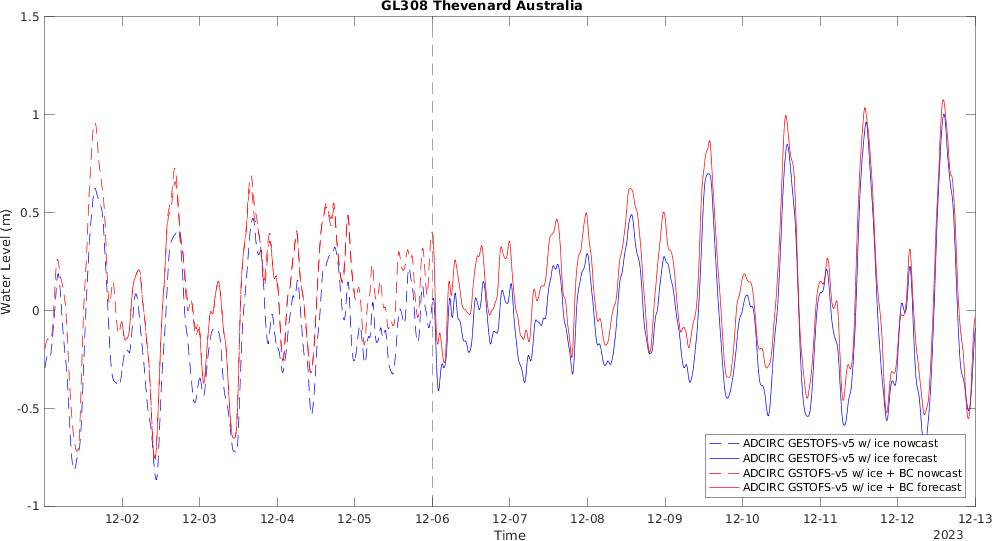 GL308 Thevenard Australia
1.5
1
0.5
0
-0.5
-1
Water Level (m)
12-02 12-03 12-04 12-05 12-06 12-07 12-08 12-09 12-10 12-11 12-12 12-13
Time
2023
ADCIRC GESTOFS-v5 w/ ice nowcast
ADCIRC GESTOFS-v5 w/ ice forecast
ADCIRC GSTOFS-v5 w/ ice + BC nowcast
ADCIRC GSTOFS-v5 w/ ice + BC forecast